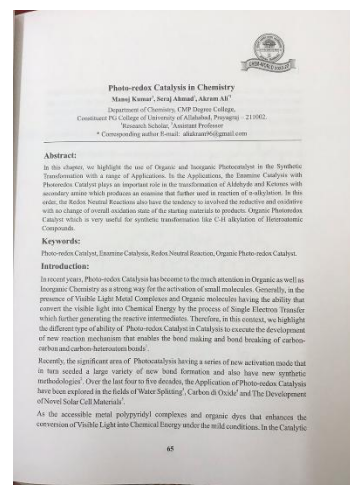 Photo-redox Catalysis in Chemistry
Manoj Kumar¹, Seraj Ahmad¹, Akram Ali*
Department of Chemistry, CMP Degree College,
Constituent PG College of University of Allahabad, Prayagraj – 211002.
¹Research Scholar, Assistant Professor
* Corresponding author E-mail: aliakram96@gmail.com
Abstract:
In this chapter, we highlight the use of Organic and Inorganic Photocatalyst in the Synthetic
Transformation with a range of Applications. In the Applications, the Enamine Catalysis with
Photoredox Catalyst plays an important role in the transformation of Aldehyde and Ketones with
secondary amine which produces an enamine that further used in reaction of α-alkylation. In this
order, the Redox Neutral Reactions also have the tendency to involved the reductive and oxidative
with no change of overall oxidation state of the starting materials to products. Organic Photoredox
Catalyst which is very useful for synthetic transformation like C-H alkylation of Heteroatomic
Compounds.
Keywords:
Photo-redox Catalyst, Enamine Catalysis, Redox Neutral Reaction, Organic Photo-redox Catalyst.
Introduction:
In recent years, Photo-redox Catalysis has become to the much attention in Organic as well as
Inorganic Chemistry as a strong way for the activation of small molecules. Generally, in the
presence of Visible Light Metal Complexes and Organic molecules having the ability that
convert the visible light into Chemical Energy by the process of Single Electron Transfer
which further generating the reactive intermediates. Therefore, in this context, we highlight
the different type of ability of Photo-redox Catalyst in Catalysis to execute the development
of new reaction mechanism that enables the bond making and bond breaking of carbon-
carbon and carbon-heteroatom bonds¹.
Recently, the significant area of Photocatalysis having a series of new activation mode that
in turn seeded a large variety of new bond formation and also have new synthetic
methodologies². Over the last four to five decades, the Application of Photo-redox Catalysis
have been explored in the fields of Water Splitting³, Carbon di Oxide⁴ and The Development
of Novel Solar Cell Materials⁵.
As the accessible metal polypyridyl complexes and organic dyes that enhances the
conversion of Visible Light into Chemical Energy under the mild conditions. In the Catalytic
65